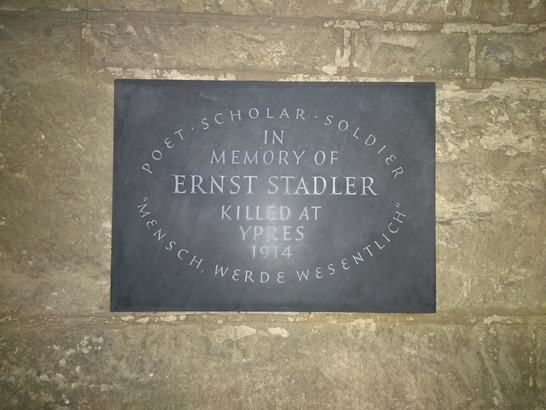 POET · SCHOLAR · SOLDIER
IN
MEMORY OF
ERNST STADLER
KILLED AT
YPRES
1914
"MENSCH, WERDE WESENTLICH"